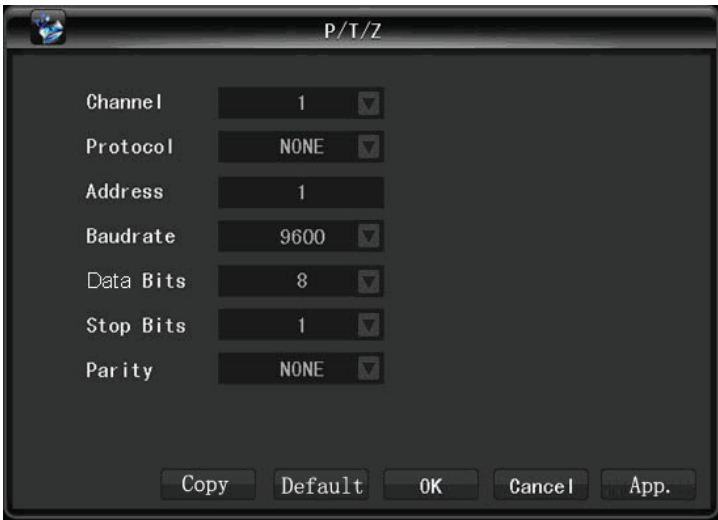 P/T/Z
Channel 1
Protocol NONE
Address 1
Baudrate 9600
Data Bits 8
Stop Bits 1
Parity NONE
Copy Default OK Cancel App.